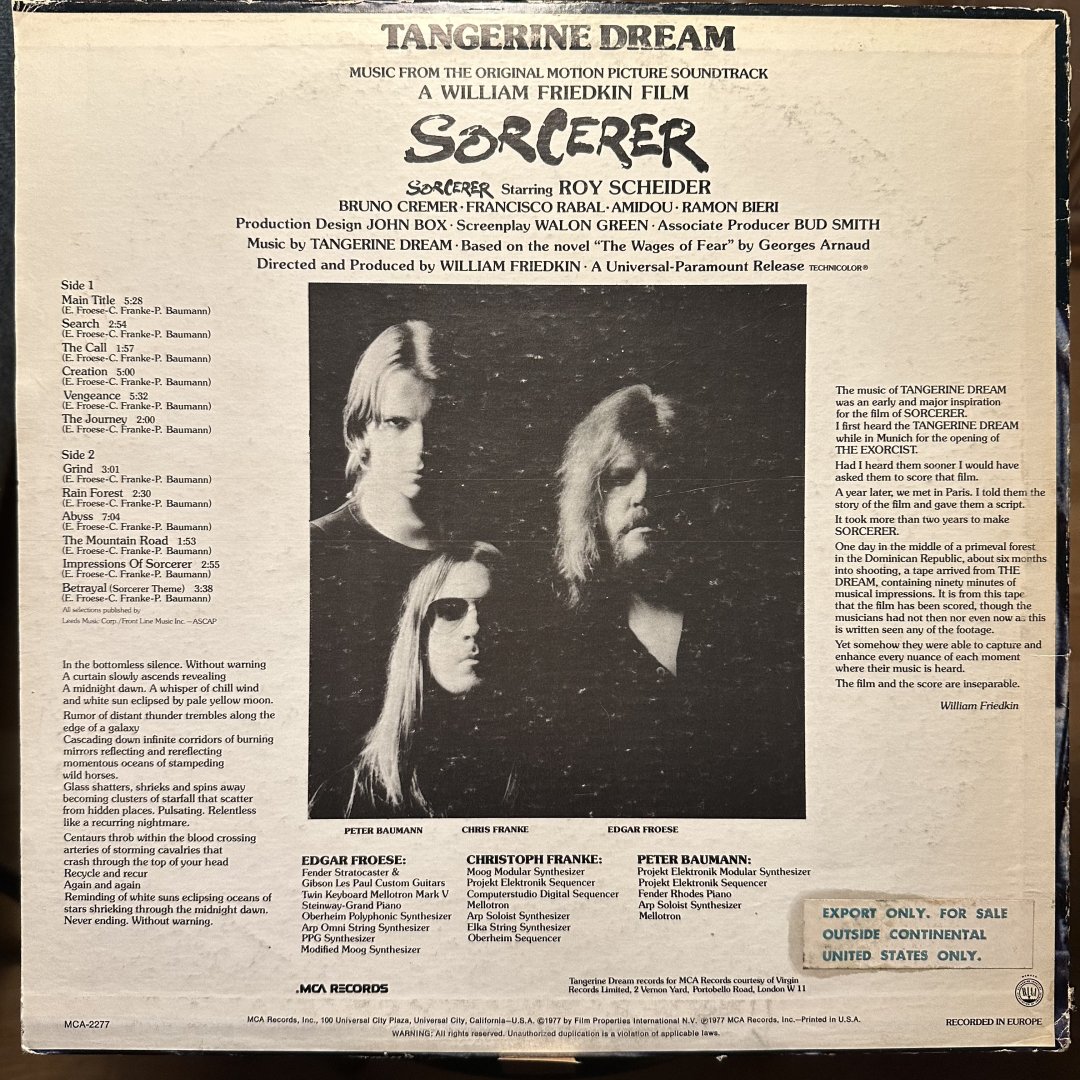 TANGERINE DREAM
MUSIC FROM THE ORIGINAL MOTION PICTURE SOUNDTRACK
A WILLIAM FRIEDKIN FILM
SORCERER
SORCERER Starring ROY SCHEIDER
BRUNO CREMER · FRANCISCO RABAL · AMIDOU · RAMON BIERI
Production Design JOHN BOX · Screenplay WALON GREEN · Associate Producer BUD SMITH
Music by TANGERINE DREAM · Based on the novel “The Wages of Fear” by Georges Arnaud
Directed and Produced by WILLIAM FRIEDKIN · A Universal-Paramount Release TECHNICOLOR®
Side 1
Main Title 5:28
(E. Froese-C. Franke-P. Baumann)
Search 2:54
(E. Froese-C. Franke-P. Baumann)
The Call 1:57
(E. Froese-C. Franke-P. Baumann)
Creation 5:00
(E. Froese-C. Franke-P. Baumann)
Vengeance 5:32
(E. Froese-C. Franke-P. Baumann)
The Journey 2:00
(E. Froese-C. Franke-P. Baumann)
Side 2
Grind 3:01
(E. Froese-C. Franke-P. Baumann)
Rain Forest 2:30
(E. Froese-C. Franke-P. Baumann)
Abyss 7:04
(E. Froese-C. Franke-P. Baumann)
The Mountain Road 1:53
(E. Froese-C. Franke-P. Baumann)
Impressions Of Sorcerer 2:55
(E. Froese-C. Franke-P. Baumann)
Betrayal (Sorcerer Theme) 3:38
(E. Froese-C. Franke-P. Baumann)
All selections published by
Leeds Music Corp./Front Line Music Inc.—ASCAP
In the bottomless silence. Without warning
A curtain slowly ascends revealing
A midnight dawn. A whisper of chill wind
and white sun eclipsed by pale yellow moon.
Rumor of distant thunder trembles along the
edge of a galaxy
Cascading down infinite corridors of burning
mirrors reflecting and rereflecting
momentous oceans of stampeding
wild horses.
Glass shatters, shrieks and spins away
becoming clusters of starfall that scatter
from hidden places. Pulsating. Relentless
like a recurring nightmare.
Centaurs throb within the blood crossing
arteries of storming cavalries that
crash through the top of your head
Recycle and recur
Again and again
Reminding of white suns eclipsing oceans of
stars shrieking through the midnight dawn.
Never ending. Without warning.
The music of TANGERINE DREAM
was an early and major inspiration
for the film of SORCERER.
I first heard the TANGERINE DREAM
while in Munich for the opening of
THE EXORCIST.
Had I heard them sooner I would have
asked them to score that film.
A year later, we met in Paris. I told them the
story of the film and gave them a script.
It took more than two years to make
SORCERER.
One day in the middle of a primeval forest
in the Dominican Republic, about six months
into shooting, a tape arrived from THE
DREAM, containing ninety minutes of
musical impressions. It is from this tape
that the film has been scored, though the
musicians had not then nor even now as this
is written seen any of the footage.
Yet somehow they were able to capture and
enhance every nuance of each moment
where their music is heard.
The film and the score are inseparable.
William Friedkin
PETER BAUMANN CHRIS FRANKE EDGAR FROESE
EDGAR FROESE:
Fender Stratocaster &
Gibson Les Paul Custom Guitars
Twin Keyboard Mellotron Mark V
Steinway-Grand Piano
Oberheim Polyphonic Synthesizer
Arp Omni String Synthesizer
PPG Synthesizer
Modified Moog Synthesizer
CHRISTOPH FRANKE:
Moog Modular Synthesizer
Projekt Elektronik Sequencer
Computerstudio Digital Sequencer
Mellotron
Arp Soloist Synthesizer
Elka String Synthesizer
Oberheim Sequencer
PETER BAUMANN:
Projekt Elektronik Modular Synthesizer
Projekt Elektronik Sequencer
Fender Rhodes Piano
Arp Soloist Synthesizer
Mellotron
EXPORT ONLY. FOR SALE
OUTSIDE CONTINENTAL
UNITED STATES ONLY.
.MCA RECORDS
Tangerine Dream records for MCA Records courtesy of Virgin
Records Limited, 2 Vernon Yard, Portobello Road, London W 11
MCA-2277
MCA Records, Inc., 100 Universal City Plaza, Universal City, California—U.S.A. ©1977 by Film Properties International N.V. ℗1977 MCA Records, Inc.—Printed in U.S.A.
WARNING: All rights reserved. Unauthorized duplication is a violation of applicable laws.
RECORDED IN EUROPE